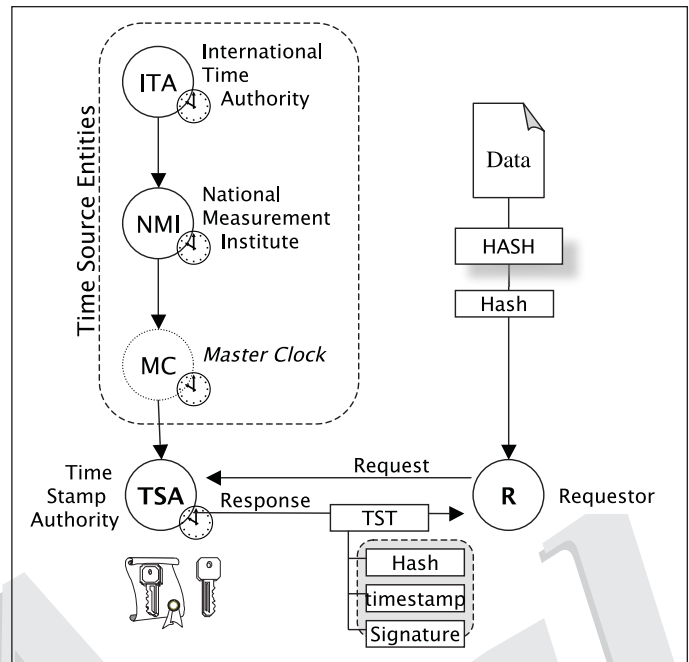 Time Source Entities
ITA
International
Time
Authority
NMI
National
Measurement
Institute
MC
Master Clock
Data
HASH
Hash
Time
Stamp
Authority
TSA
Request
Response
TST
R
Requestor
Hash
timestamp
Signature